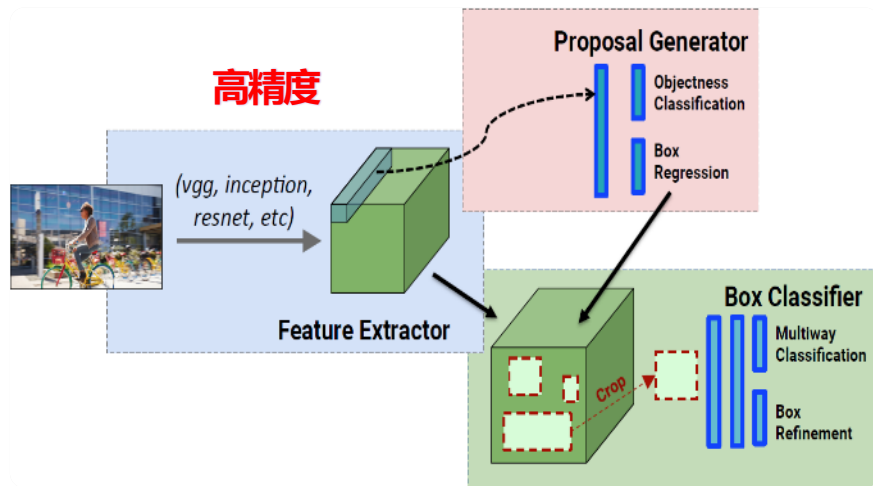 高精度
Proposal Generator
Objectness
Classification
Box
Regression
(vgg, inception,
resnet, etc)
Feature Extractor
Box Classifier
Multiway
Classification
Crop
Box
Refinement